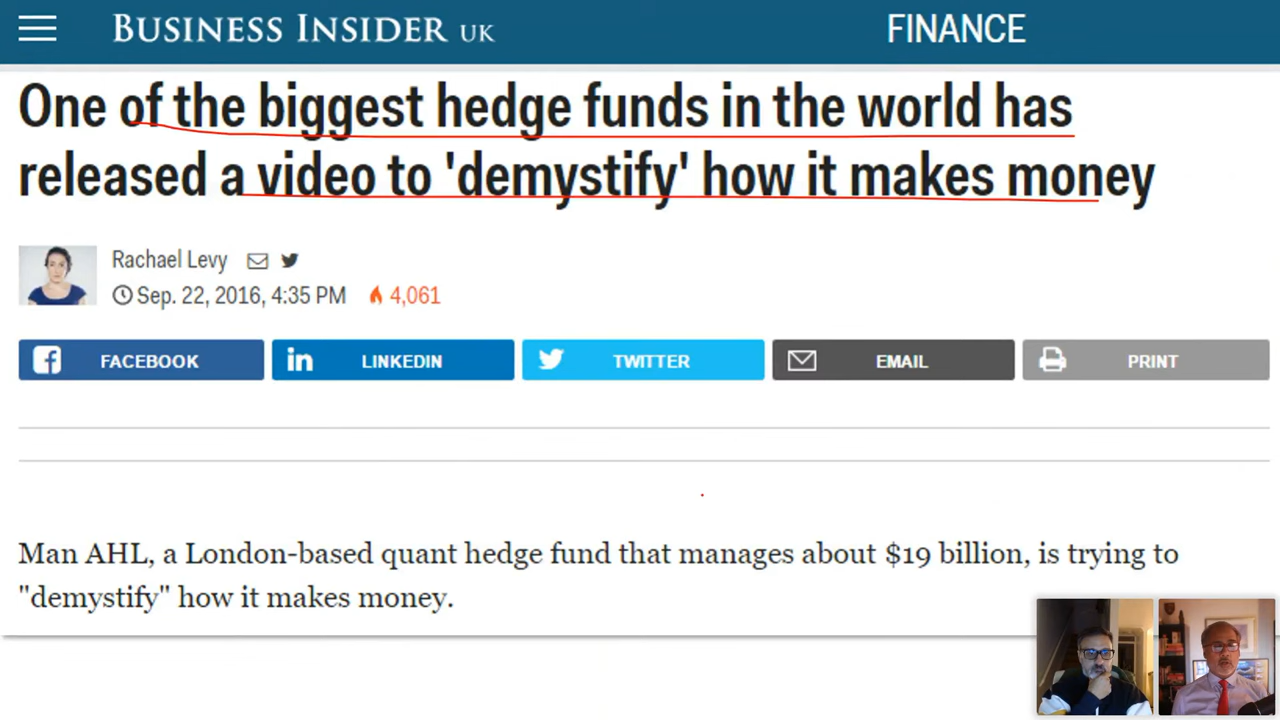 BUSINESS INSIDER UK
FINANCE
One of the biggest hedge funds in the world has
released a video to 'demystify' how it makes money
Rachael Levy
Sep. 22, 2016, 4:35 PM 4,061
FACEBOOK
LINKEDIN
TWITTER
EMAIL
PRINT
Man AHL, a London-based quant hedge fund that manages about $19 billion, is trying to
"demystify" how it makes money.